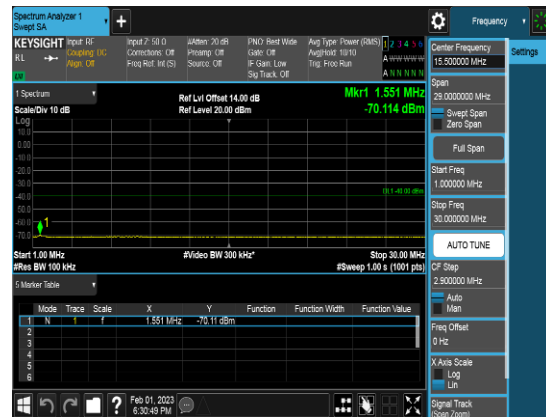 Spectrum Analyzer 1
Swept SA
Frequency
KEYSIGHT
RL
Input: RF
Coupling: DC
Align: Off
Input Z: 50 Ω
Corrections: Off
Freq Ref: Int (S)
#Atten: 20 dB
Preamp: Off
Source: Off
PNO: Best Wide
Gate: Off
IF Gain: Low
Sig Track: Off
Avg Type: Power (RMS)
Avg|Hold: 10/10
Trig: Free Run
1 2 3 4 5 6
A W W W W W
A N N N N N
1 Spectrum
Scale/Div 10 dB
Ref Lvl Offset 14.00 dB
Ref Level 20.00 dBm
Mkr1 1.551 MHz
-70.114 dBm
Log
10.0
0.00
-10.0
-20.0
-30.0
-40.0
-50.0
-60.0
-70.0
1
Start 1.00 MHz
#Res BW 100 kHz
#Video BW 300 kHz*
Stop 30.00 MHz
#Sweep 1.00 s (1001 pts)
5 Marker Table
Mode Trace Scale X Y Function Function Width Function Value
1 N 1 f 1.551 MHz -70.11 dBm
2
3
4
5
6
Feb 01, 2023
6:30:49 PM
Center Frequency
15.500000 MHz
Settings
Span
29.0000000 MHz
Swept Span
Zero Span
Full Span
Start Freq
1.000000 MHz
Stop Freq
30.000000 MHz
AUTO TUNE
CF Step
2.900000 MHz
Auto
Man
Freq Offset
0 Hz
X Axis Scale
Log
Lin
Signal Track
(Span Zoom)